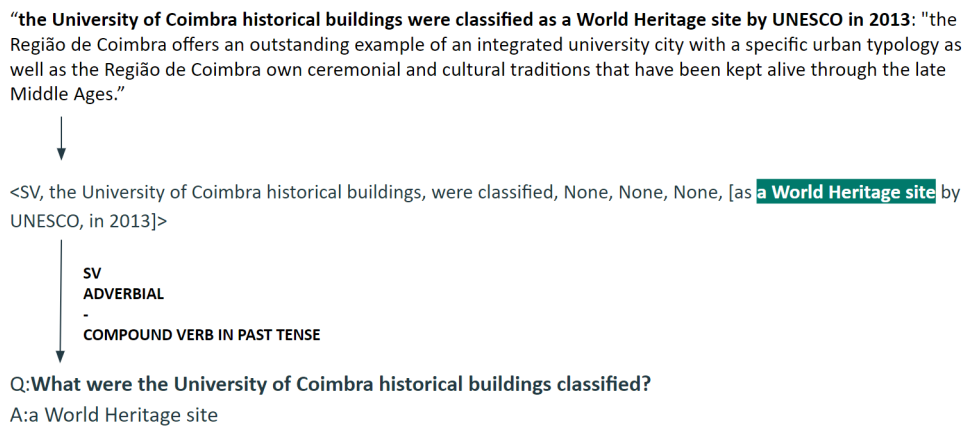 “the University of Coimbra historical buildings were classified as a World Heritage site by UNESCO in 2013: "the
Região de Coimbra offers an outstanding example of an integrated university city with a specific urban typology as
well as the Região de Coimbra own ceremonial and cultural traditions that have been kept alive through the late
Middle Ages.”
<SV, the University of Coimbra historical buildings, were classified, None, None, None, [as a World Heritage site by
UNESCO, in 2013]>
SV
ADVERBIAL
-
COMPOUND VERB IN PAST TENSE
Q:What were the University of Coimbra historical buildings classified?
A:a World Heritage site